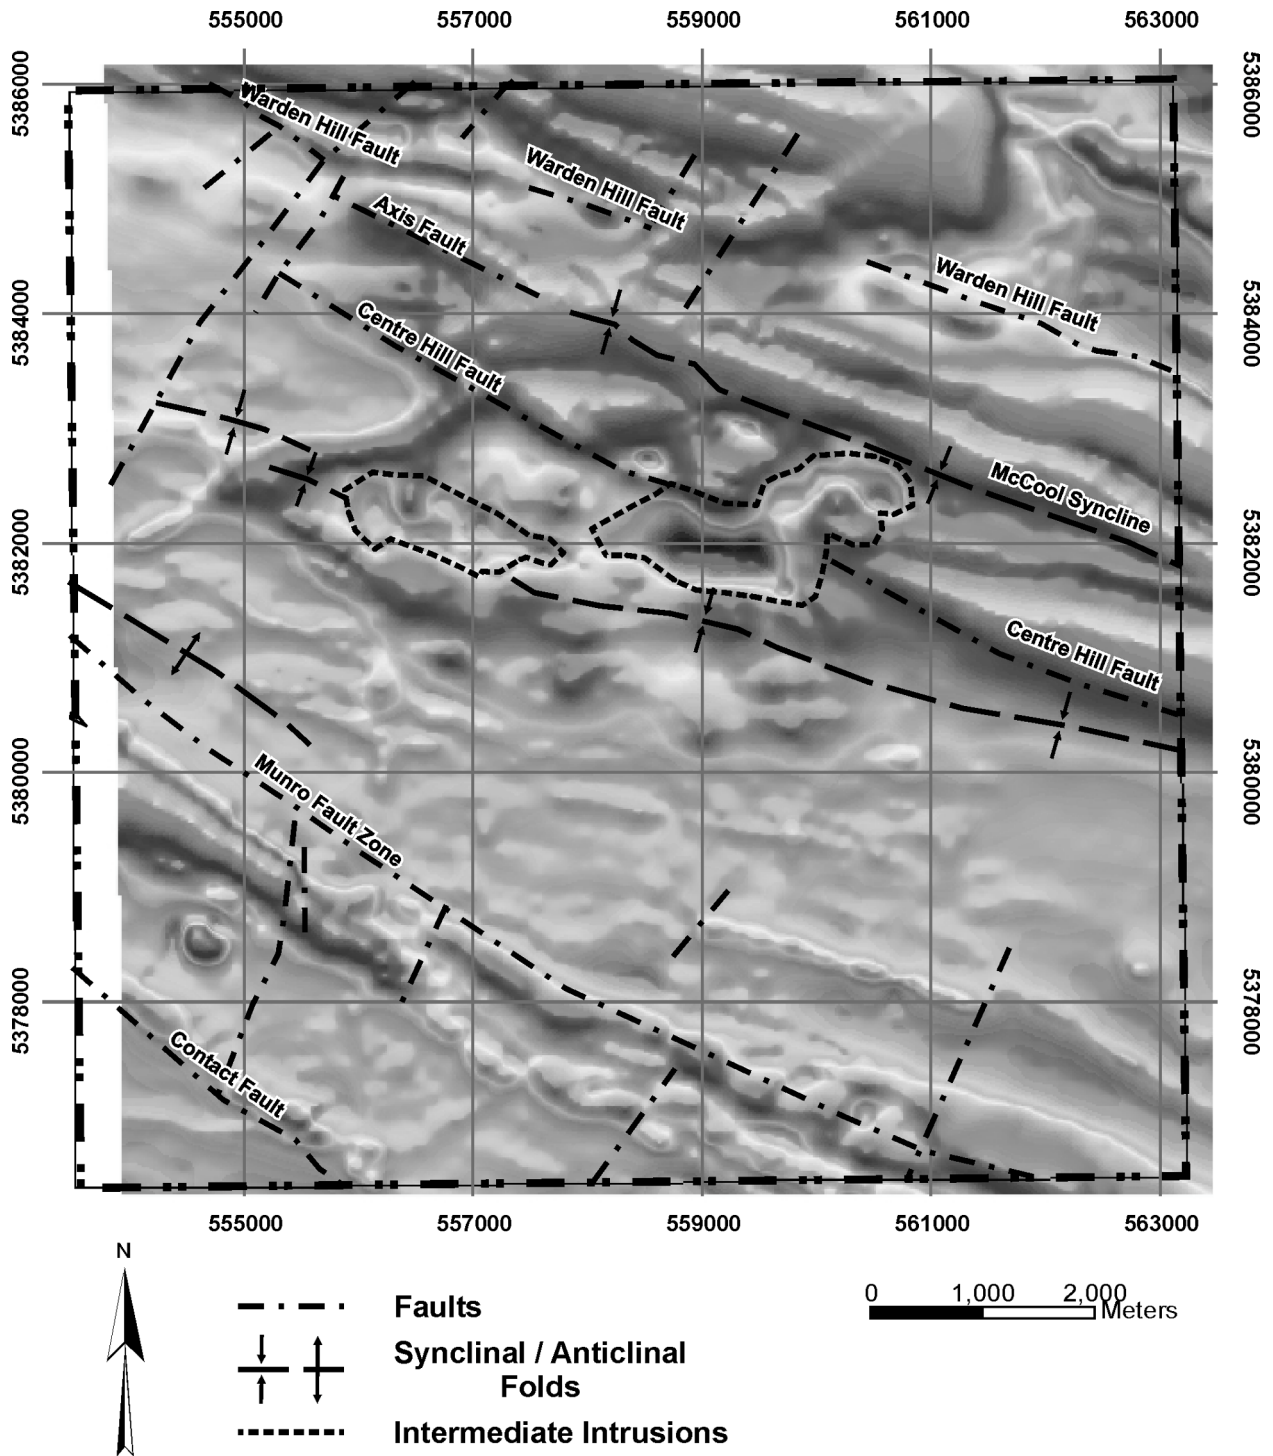 555000 557000 559000 561000 563000
5386000
5386000
Warden Hill Fault
Warden Hill Fault
Axis Fault
Warden Hill Fault
5384000
5384000
Centre Hill Fault
McCool Syncline
5382000
5382000
Centre Hill Fault
5380000
5380000
Munro Fault Zone
5378000
5378000
Contact Fault
555000 557000 559000 561000 563000
N
0 1,000 2,000
Meters
Faults
Synclinal / Anticlinal
Folds
Intermediate Intrusions